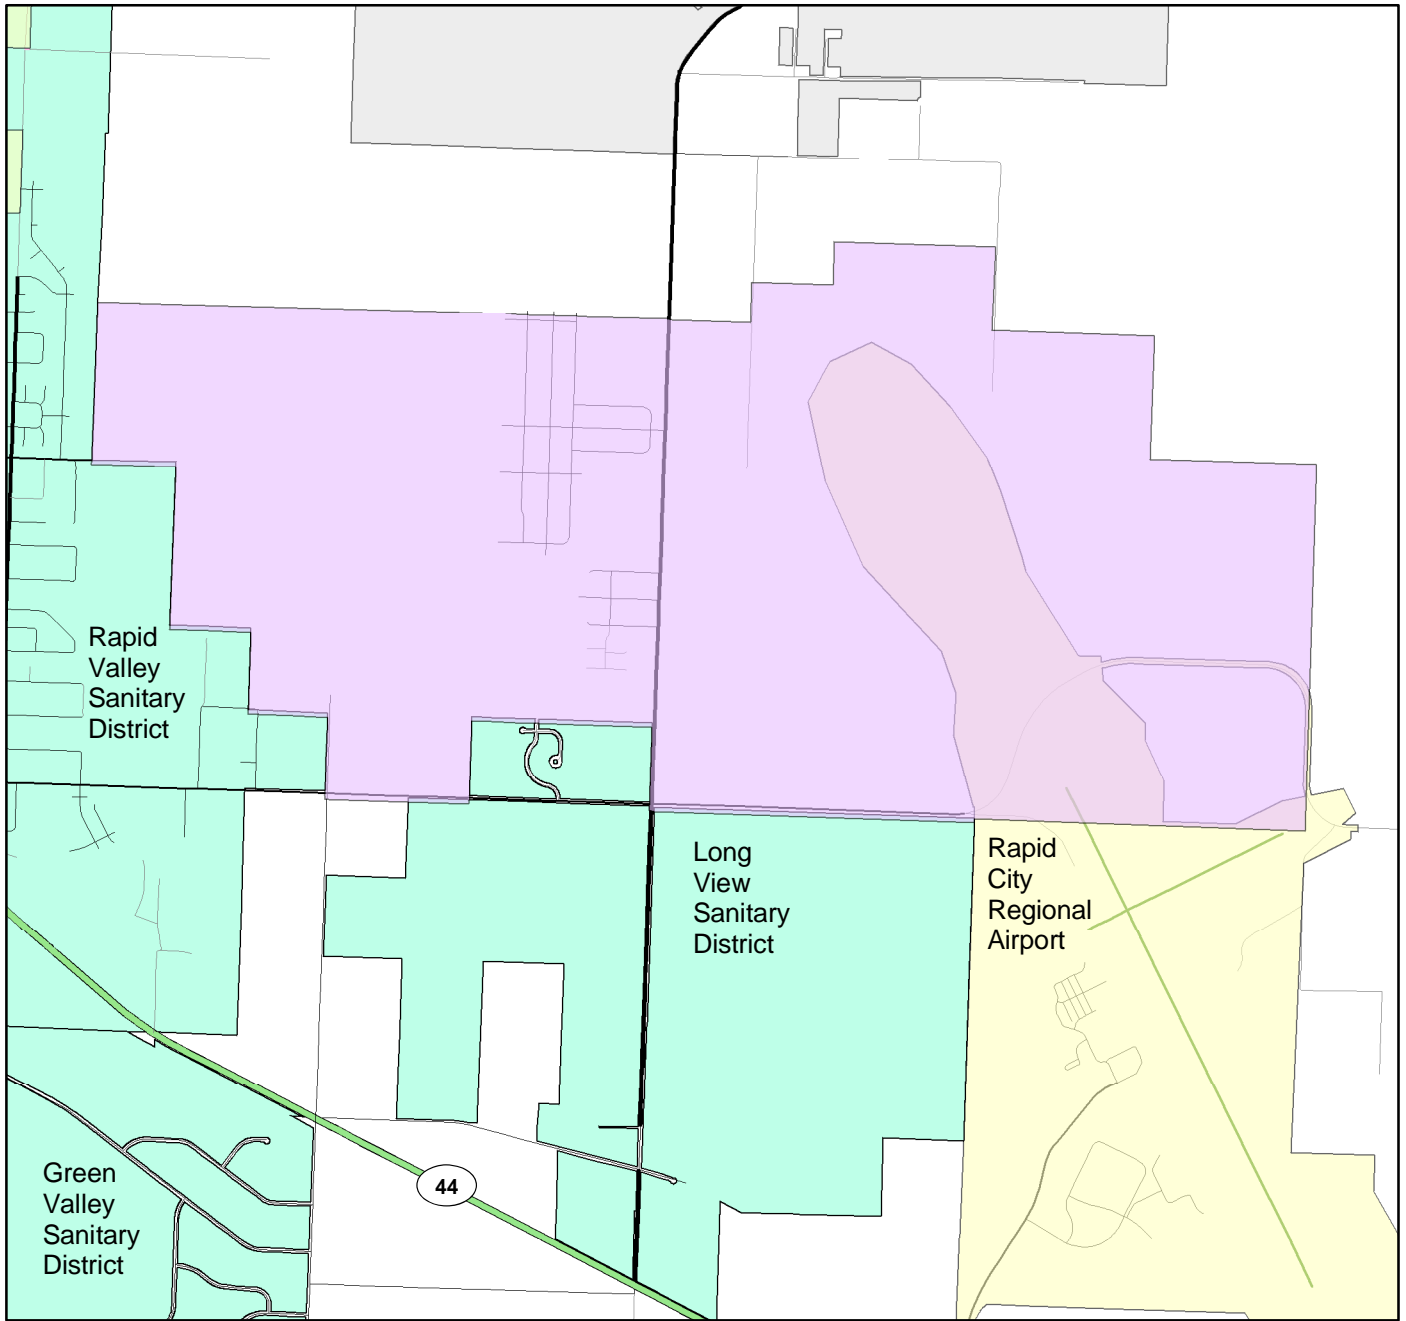 Rapid
Valley
Sanitary
District
Long
View
Sanitary
District
Rapid
City
Regional
Airport
Green
Valley
Sanitary
District
44